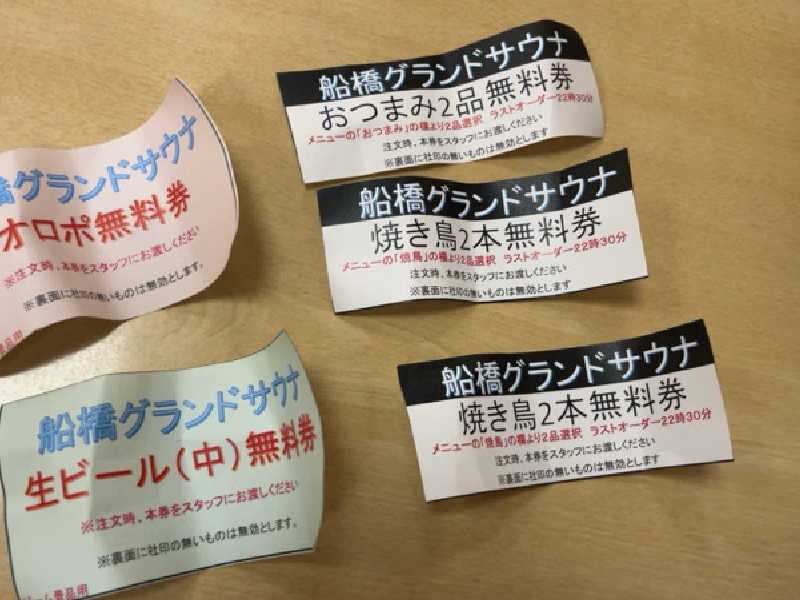 船橋グランドサウナ
おつまみ2品無料券
メニューの「おつまみ」の種より2品選択 ラストオーダー22時30分
注文時、本券をスタッフにお渡しください
※裏面に社印の無いものは無効とします
船橋グランドサウナ
焼き鳥2本無料券
メニューの「焼鳥」の種より2品選択 ラストオーダー22時30分
注文時、本券をスタッフにお渡しください
※裏面に社印の無いものは無効とします
船橋グランドサウナ
焼き鳥2本無料券
メニューの「焼鳥」の種より2品選択 ラストオーダー22時30分
注文時、本券をスタッフにお渡しください
※裏面に社印の無いものは無効とします
橋グランドサウナ
オロポ無料券
※注文時、本券をスタッフにお渡しください
※裏面に社印の無いものは無効とします。
景品用
船橋グランドサウナ
生ビール(中)無料券
※注文時、本券をスタッフにお渡しください
※裏面に社印の無いものは無効とします。
ーム景品用